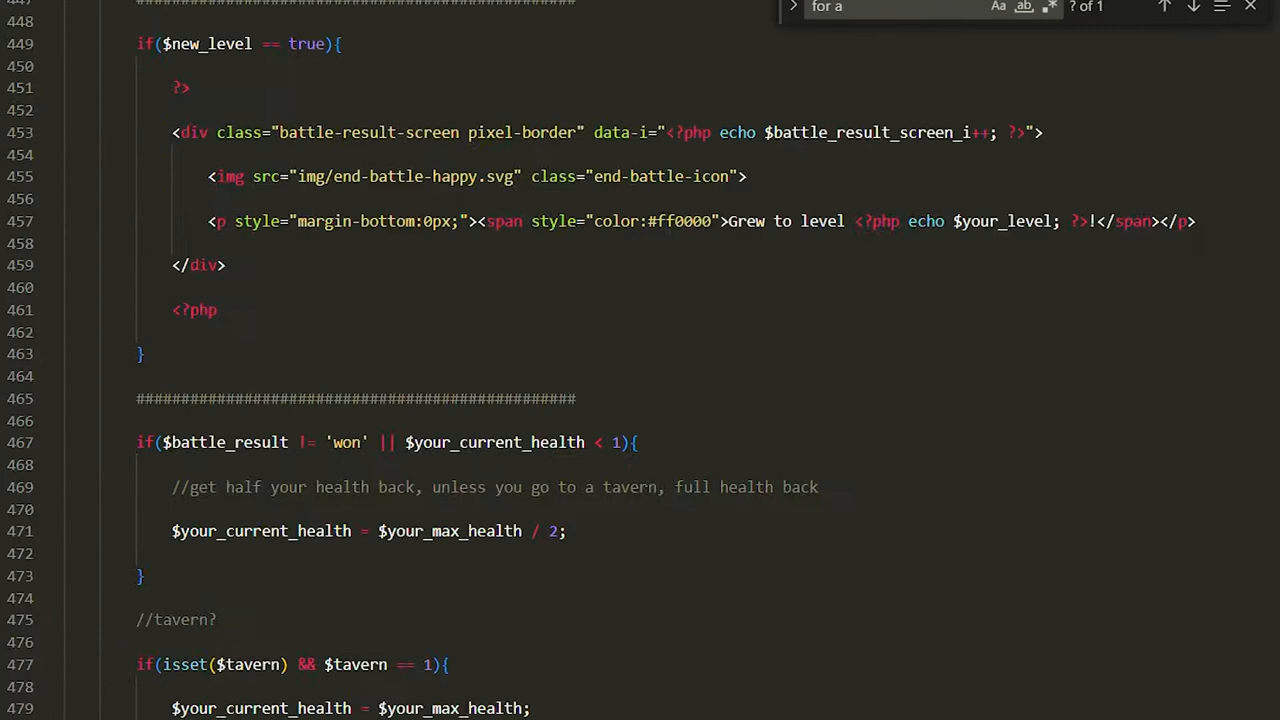 for a Aa ab .* ? of 1
447 #################################################
448
449 if($new_level == true){
450
451 ?>
452
453 <div class="battle-result-screen pixel-border" data-i="<?php echo $battle_result_screen_i++; ?>">
454
455 <img src="img/end-battle-happy.svg" class="end-battle-icon">
456
457 <p style="margin-bottom:0px;"><span style="color:#ff0000">Grew to level <?php echo $your_level; ?>!</span></p>
458
459 </div>
460
461 <?php
462
463 }
464
465 #################################################
466
467 if($battle_result != 'won' || $your_current_health < 1){
468
469 //get half your health back, unless you go to a tavern, full health back
470
471 $your_current_health = $your_max_health / 2;
472
473 }
474
475 //tavern?
476
477 if(isset($tavern) && $tavern == 1){
478
479 $your_current_health = $your_max_health;